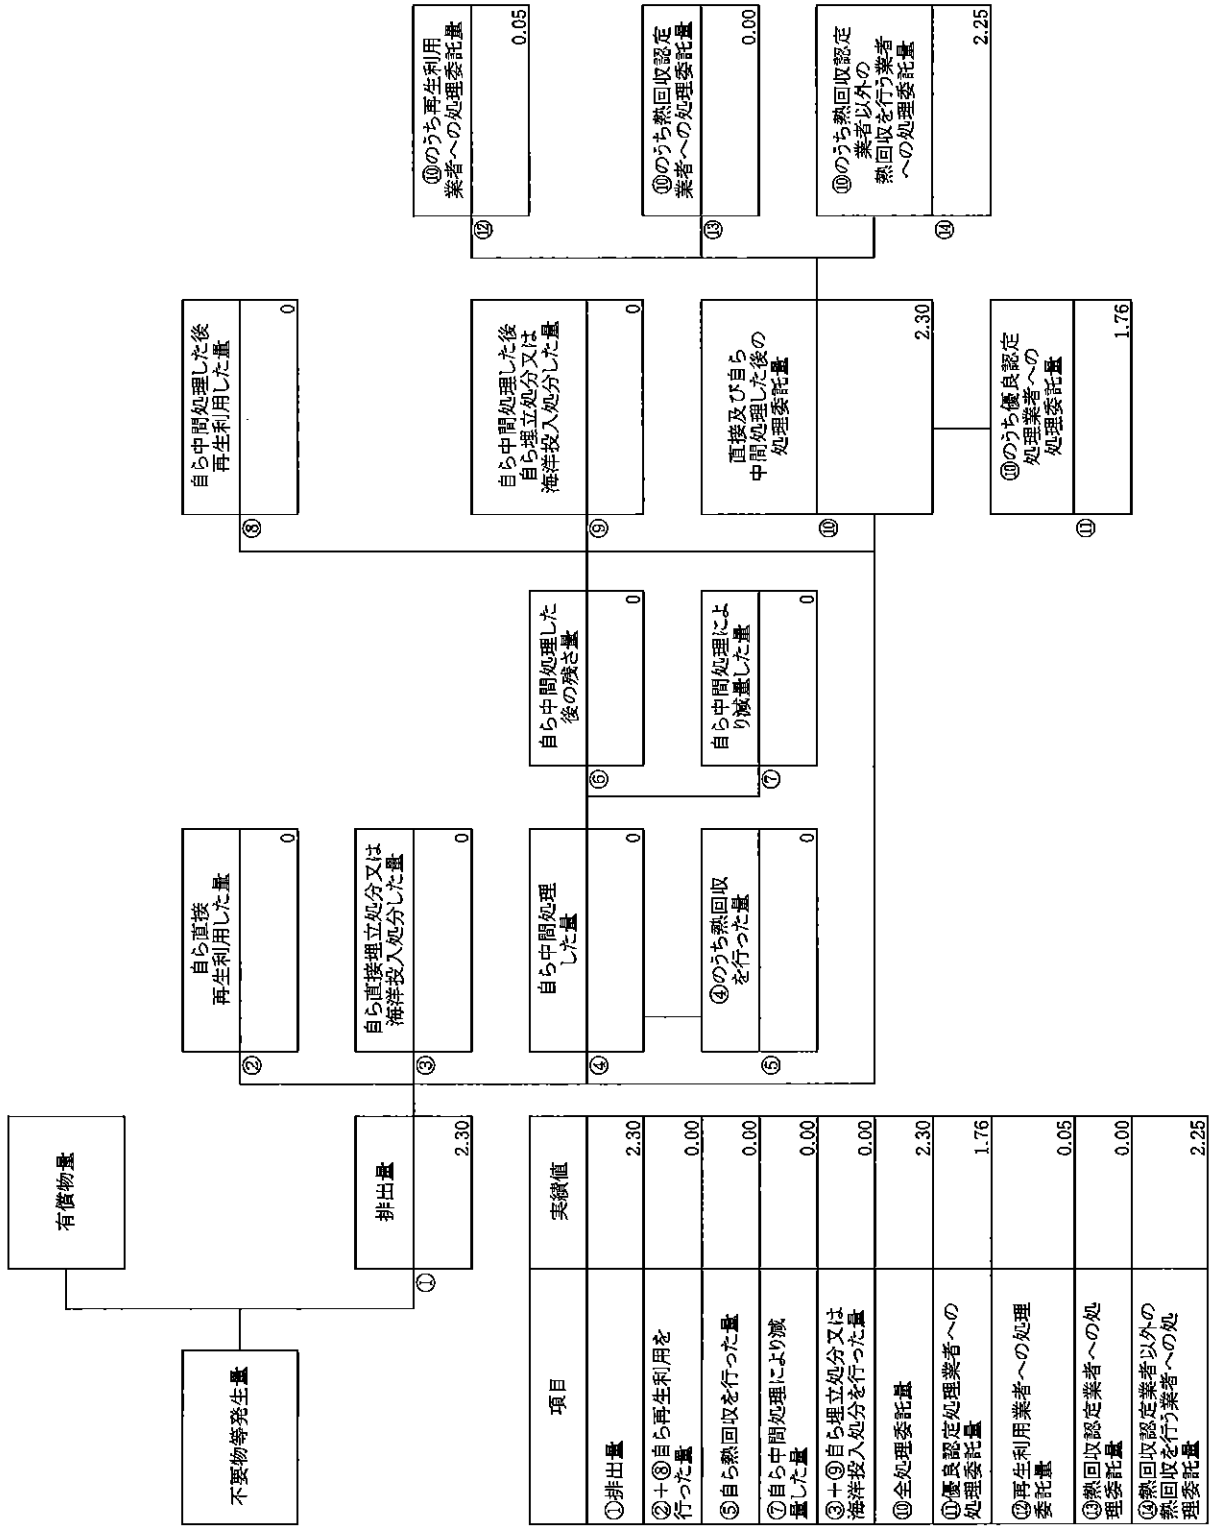 有償物量
不要物等発生量
排出量
①
2.30
自ら直接
再生利用した量
②
0
自ら直接埋立処分又は
海洋投入処分した量
③
0
自ら中間処理
した量
④
0
④のうち熱回収
を行った量
⑤
0
自ら中間処理した
後の残さ量
⑥
0
自ら中間処理によ
り減量した量
⑦
0
自ら中間処理した後
再生利用した量
⑧
0
自ら中間処理した後
自ら埋立処分又は
海洋投入処分した量
⑨
0
直接及び自ら
中間処理した後の
処理委託量
⑩
2.30
⑩のうち優良認定
処理業者への
処理委託量
⑪
1.76
⑩のうち再生利用
業者への処理委託量
⑫
0.05
⑩のうち熱回収認定
業者への処理委託量
⑬
0.00
⑩のうち熱回収認定
業者以外の
熱回収を行う業者
への処理委託量
⑭
2.25
項目
実績値
①排出量
2.30
②+⑧自ら再生利用を
行った量
0.00
⑤自ら熱回収を行った量
0.00
⑦自ら中間処理により減
量した量
0.00
③+⑨自ら埋立処分又は
海洋投入処分を行った量
0.00
⑩全処理委託量
2.30
⑪優良認定処理業者への
処理委託量
1.76
⑫再生利用業者への処理
委託量
0.05
⑬熱回収認定業者への処
理委託量
0.00
⑭熱回収認定業者以外の
熱回収を行う業者への処
理委託量
2.25